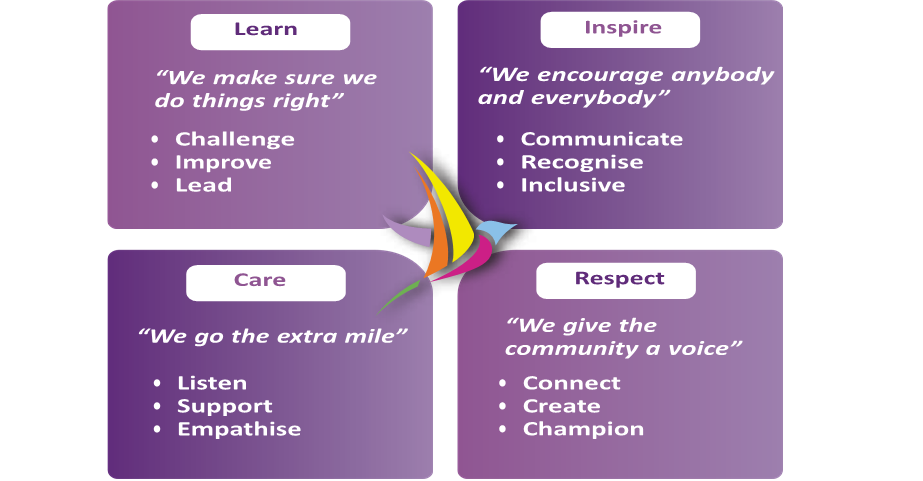 Learn
“We make sure we
do things right”
• Challenge
• Improve
• Lead
Inspire
“We encourage anybody
and everybody”
• Communicate
• Recognise
• Inclusive
Care
“We go the extra mile”
• Listen
• Support
• Empathise
Respect
“We give the
community a voice”
• Connect
• Create
• Champion